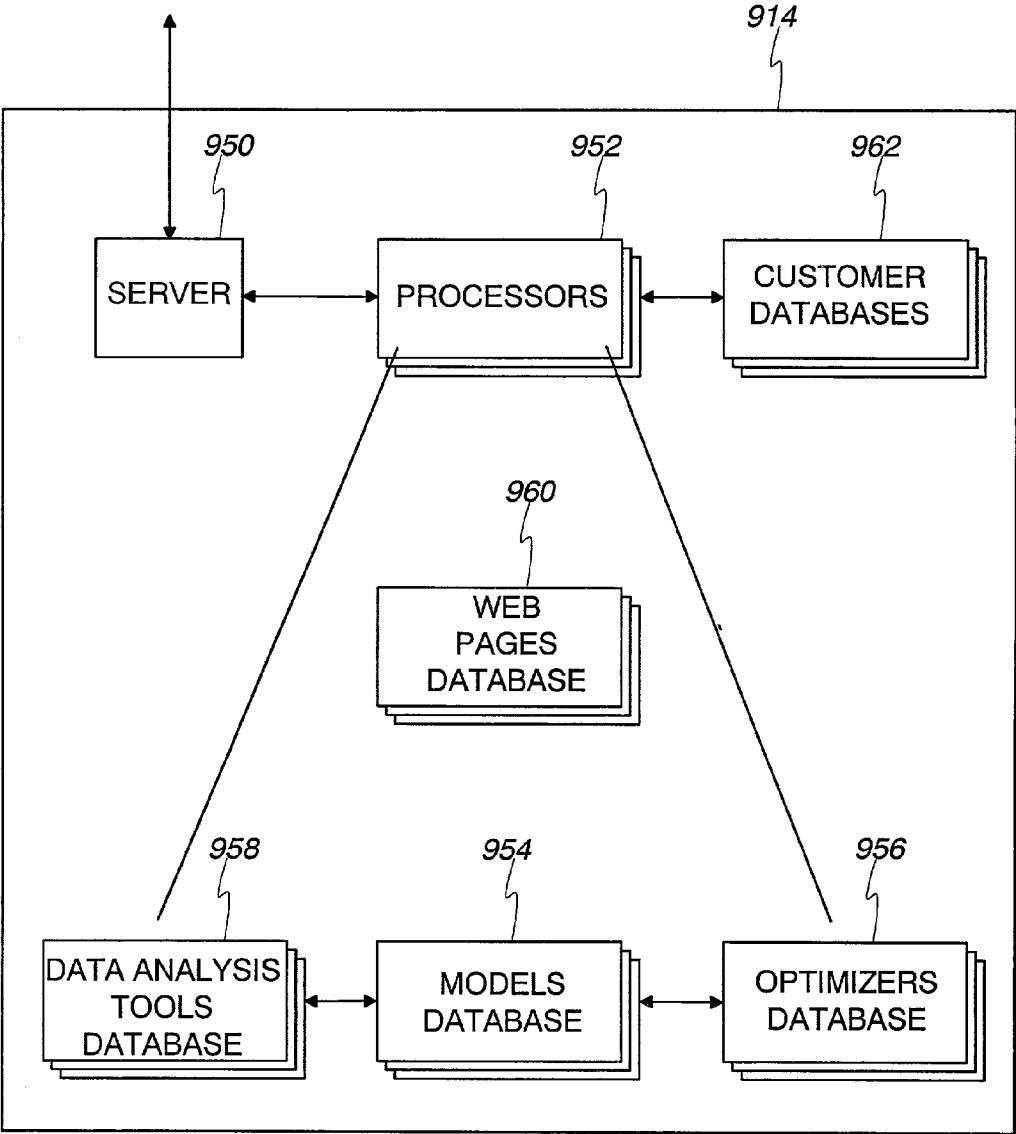 914
950
952
962
SERVER
PROCESSORS
CUSTOMER
DATABASES
960
WEB
PAGES
DATABASE
958
954
956
DATA ANALYSIS
TOOLS
DATABASE
MODELS
DATABASE
OPTIMIZERS
DATABASE